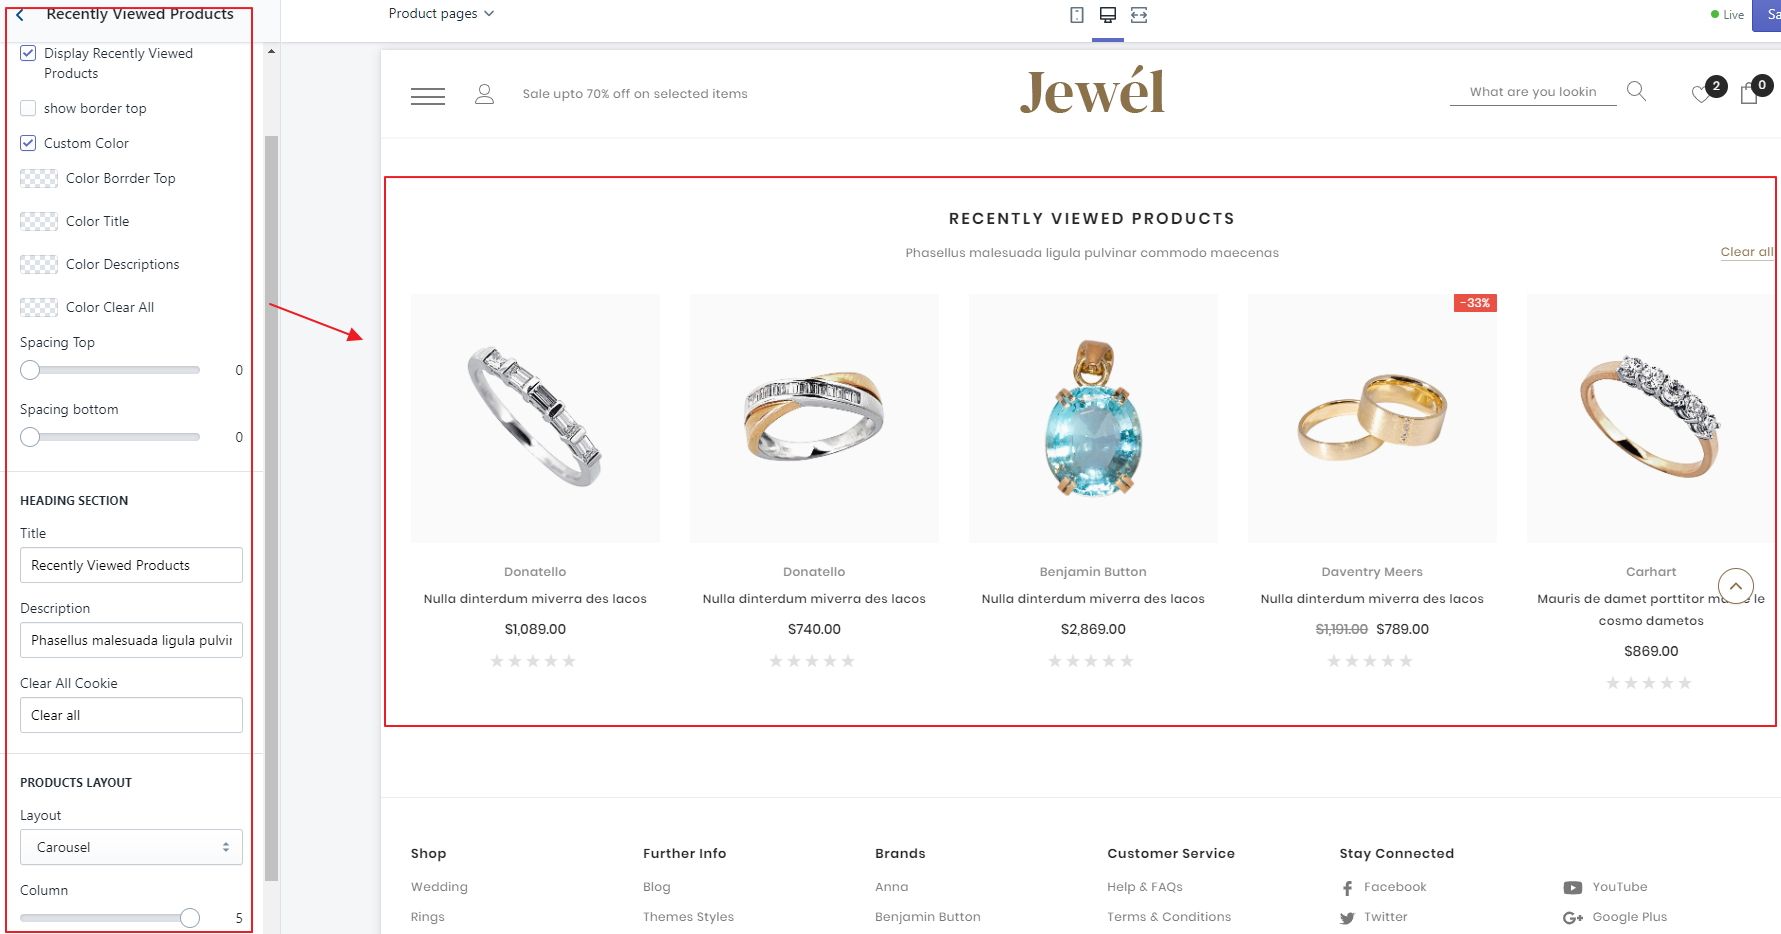 Recently Viewed Products
Display Recently Viewed
Products
show border top
Custom Color
Color Borrder Top
Color Title
Color Descriptions
Color Clear All
Spacing Top
0
Spacing bottom
0
HEADING SECTION
Title
Recently Viewed Products
Description
Phasellus malesuada ligula pulvir
Clear All Cookie
Clear all
PRODUCTS LAYOUT
Layout
Carousel
Column
5
Product pages
Live
Sa
Sale upto 70% off on selected items
Jewél
What are you lookin
2
0
RECENTLY VIEWED PRODUCTS
Phasellus malesuada ligula pulvinar commodo maecenas
Clear all
Donatello
Nulla dinterdum miverra des lacos
$1,089.00
Donatello
Nulla dinterdum miverra des lacos
$740.00
Benjamin Button
Nulla dinterdum miverra des lacos
$2,869.00
-33%
Daventry Meers
Nulla dinterdum miverra des lacos
$1,191.00 $789.00
Carhart
Mauris de damet porttitor le
cosmo dametos
$869.00
Shop
Wedding
Rings
Further Info
Blog
Themes Styles
Brands
Anna
Benjamin Button
Customer Service
Help & FAQs
Terms & Conditions
Stay Connected
Facebook
Twitter
YouTube
Google Plus